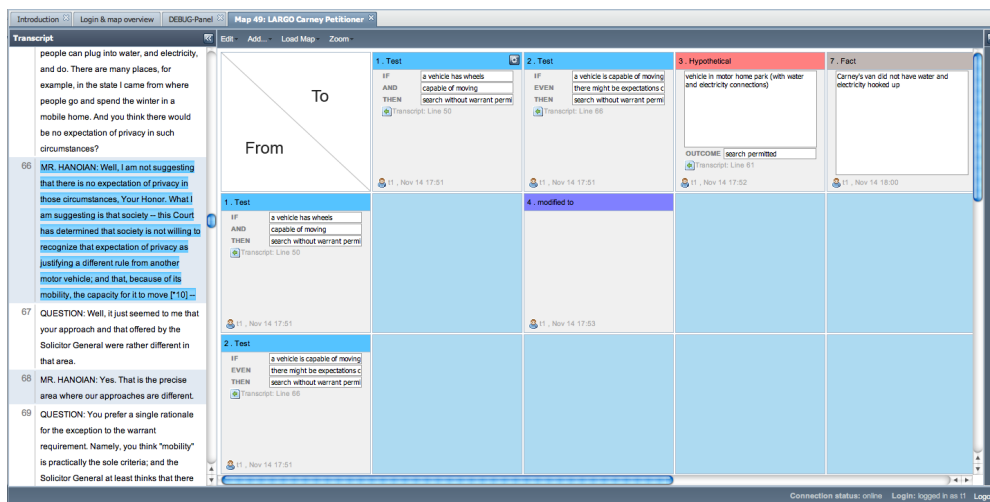 Introduction
Login & map overview
DEBUG-Panel
Map 49: LARGO Carney Petitioner
Transcript
Edit
Add...
Load Map
Zoom
people can plug into water, and electricity,
and do. There are many places, for
example, in the state I came from where
people go and spend the winter in a
mobile home. And you think there would
be no expectation of privacy in such
circumstances?
66 MR. HANOIAN: Well, I am not suggesting
that there is no expectation of privacy in
those circumstances, Your Honor. What I
am suggesting is that society -- this Court
has determined that society is not willing to
recognize that expectation of privacy as
justifying a different rule from another
motor vehicle; and that, because of its
mobility, the capacity for it to move [*10] --
67 QUESTION: Well, it just seemed to me that
your approach and that offered by the
Solicitor General were rather different in
that area.
68 MR. HANOIAN: Yes. That is the precise
area where our approaches are different.
69 QUESTION: You prefer a single rationale
for the exception to the warrant
requirement. Namely, you think "mobility"
is practically the sole criteria; and the
Solicitor General at least thinks that there
To
From
1 . Test
IF a vehicle has wheels
AND capable of moving
THEN search without warrant permi
Transcript: Line 50
t1 , Nov 14 17:51
2 . Test
IF a vehicle is capable of moving
EVEN there might be expectations c
THEN search without warrant permi
Transcript: Line 66
t1 , Nov 14 17:51
3 . Hypothetical
vehicle in motor home park (with water
and electricity connections)
OUTCOME search permitted
Transcript: Line 61
t1 , Nov 14 17:52
7 . Fact
Carney's van did not have water and
electricity hooked up
t1 , Nov 14 18:00
1 . Test
IF a vehicle has wheels
AND capable of moving
THEN search without warrant permi
Transcript: Line 50
t1 , Nov 14 17:51
4 . modified to
t1 , Nov 14 17:53
2 . Test
IF a vehicle is capable of moving
EVEN there might be expectations c
THEN search without warrant permi
Transcript: Line 66
t1 , Nov 14 17:51
Connection status: online Login: logged in as t1 Logo